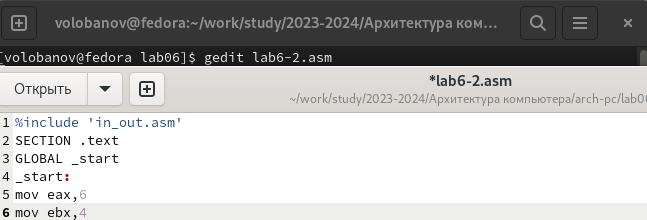 volobanov@fedora:~/work/study/2023-2024/Архитектура ком...
[volobanov@fedora lab06]$ gedit lab6-2.asm
Открыть
*lab6-2.asm
~/work/study/2023-2024/Архитектура компьютера/arch-pc/lab0
1 %include 'in_out.asm'
2 SECTION .text
3 GLOBAL _start
4 _start:
5 mov eax,6
6 mov ebx,4